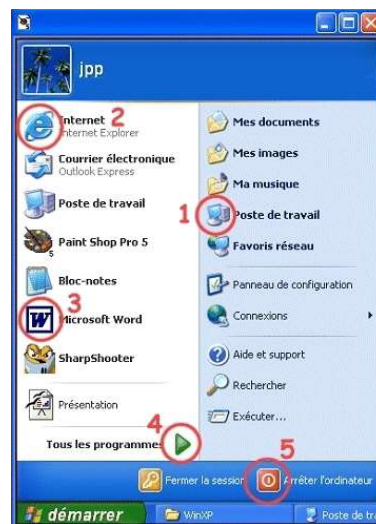 jpp
Internet
Internet Explorer
2
Courrier électronique
Outlook Express
Poste de travail
Paint Shop Pro 5
Bloc-notes
3
Microsoft Word
SharpShooter
Présentation
4
Tous les programmes
Mes documents
Mes images
Ma musique
1
Poste de travail
Favoris réseau
Panneau de configuration
Connexions
Aide et support
Rechercher
Exécuter...
5
Fermer la session
Arrêter l'ordinateur
démarrer
WinXP
Poste de tra